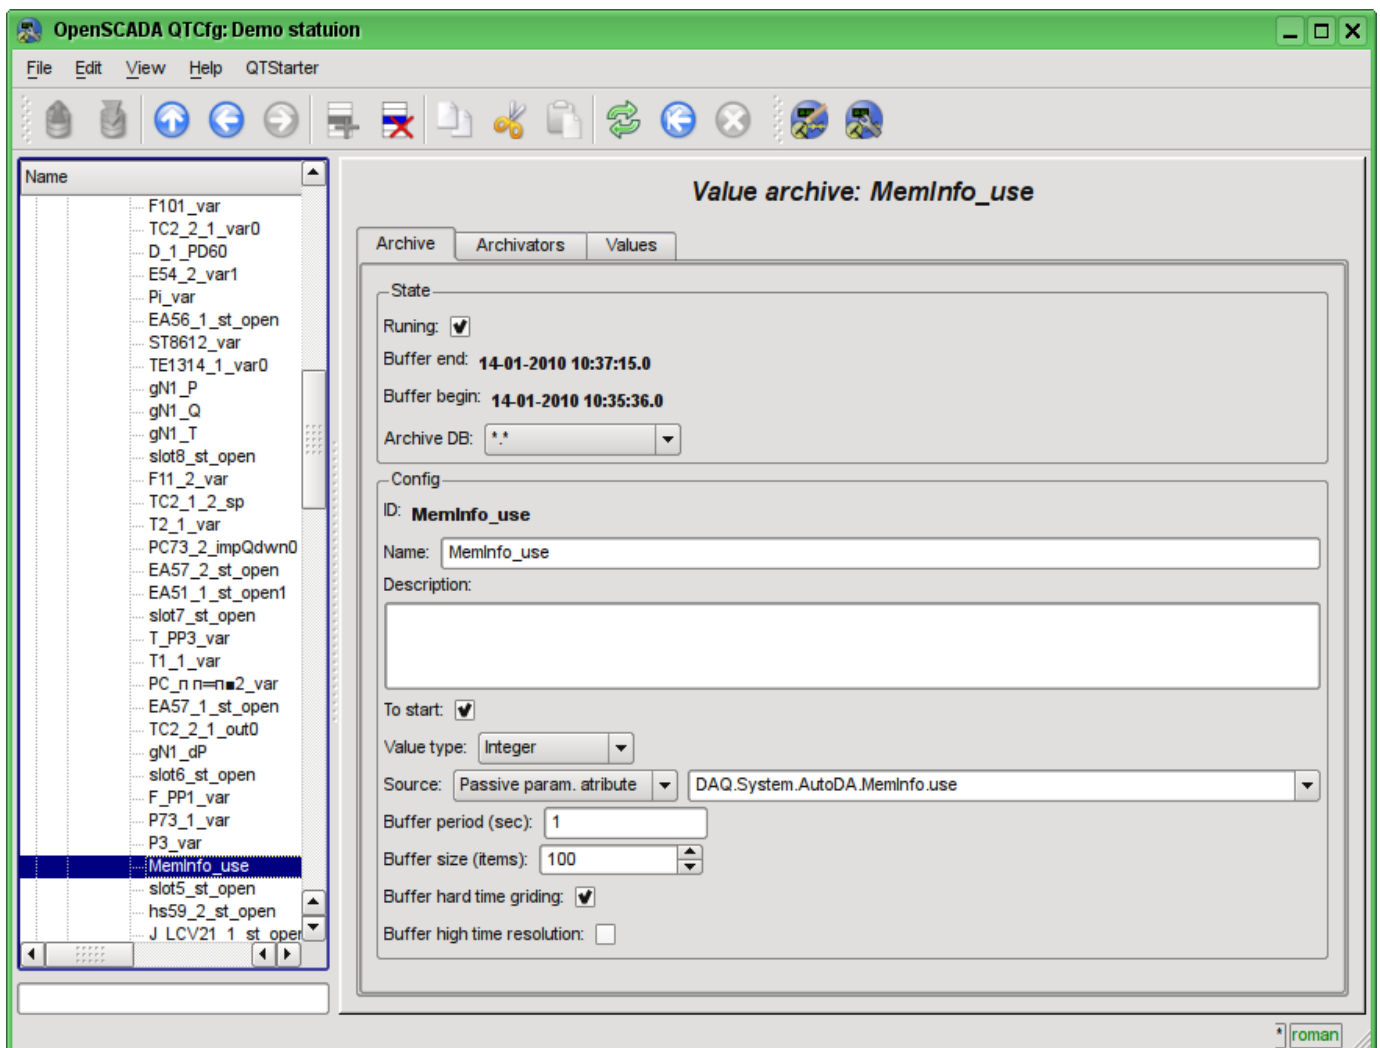 OpenSCADA QTCfg: Demo statuion
File Edit View Help QTStarter
Name
F101_var
TC2_2_1_var0
D_1_PD60
E54_2_var1
Pi_var
EA56_1_st_open
ST8612_var
TE1314_1_var0
gN1_P
gN1_Q
gN1_T
slot8_st_open
F11_2_var
TC2_1_2_sp
T2_1_var
PC73_2_impQdwn0
EA57_2_st_open
EA51_1_st_open1
slot7_st_open
T_PP3_var
T1_1_var
PC_п п═п■2_var
EA57_1_st_open
TC2_2_1_out0
gN1_dP
slot6_st_open
F_PP1_var
P73_1_var
P3_var
MemInfo_use
slot5_st_open
hs59_2_st_open
J_LCV21_1_st_oper
Value archive: MemInfo_use
Archive Archivators Values
State
Runing:
Buffer end: 14-01-2010 10:37:15.0
Buffer begin: 14-01-2010 10:35:36.0
Archive DB: *.*
Config
ID: MemInfo_use
Name: MemInfo_use
Description:
To start:
Value type: Integer
Source: Passive param. atribute DAQ.System.AutoDA.MemInfo.use
Buffer period (sec): 1
Buffer size (items): 100
Buffer hard time griding:
Buffer high time resolution:
* roman